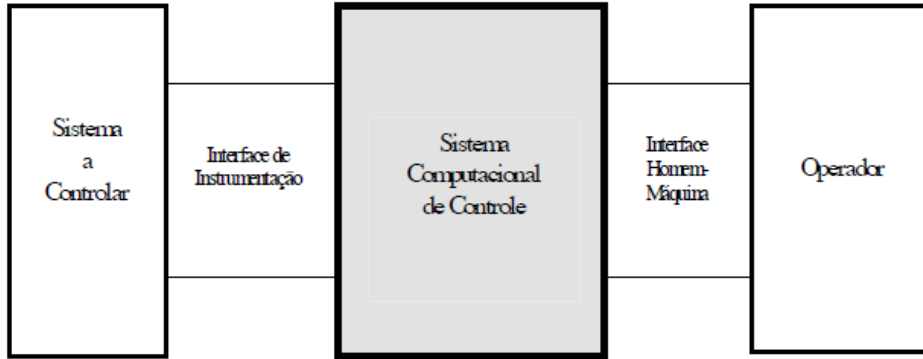 Sistema
a
Controlar
Interface de
Instrumentação
Sistema
Computacional
de Controle
Interface
Homem-
Máquina
Operador